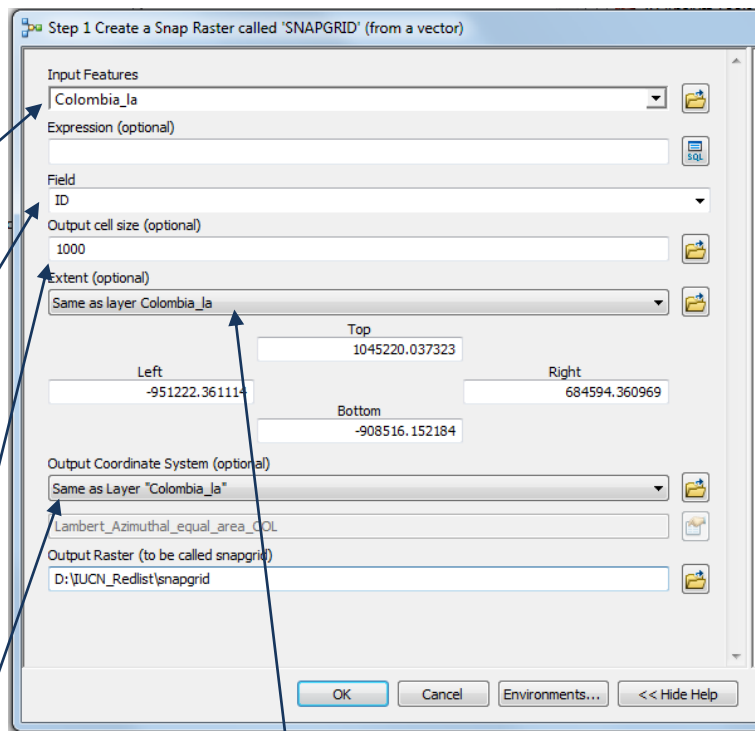 Step 1 Create a Snap Raster called 'SNAPGRID' (from a vector)
Input Features
Colombia_la
Expression (optional)
SQL
Field
ID
Output cell size (optional)
1000
Extent (optional)
Same as layer Colombia_la
Top
1045220.037323
Left
Right
-951222.361114
684594.360969
Bottom
-908516.152184
Output Coordinate System (optional)
Same as Layer "Colombia_la"
Lambert_Azimuthal_equal_area_COL
Output Raster (to be called snapgrid)
D:\IUCN_Redlist\snapgrid
OK
Cancel
Environments...
<< Hide Help